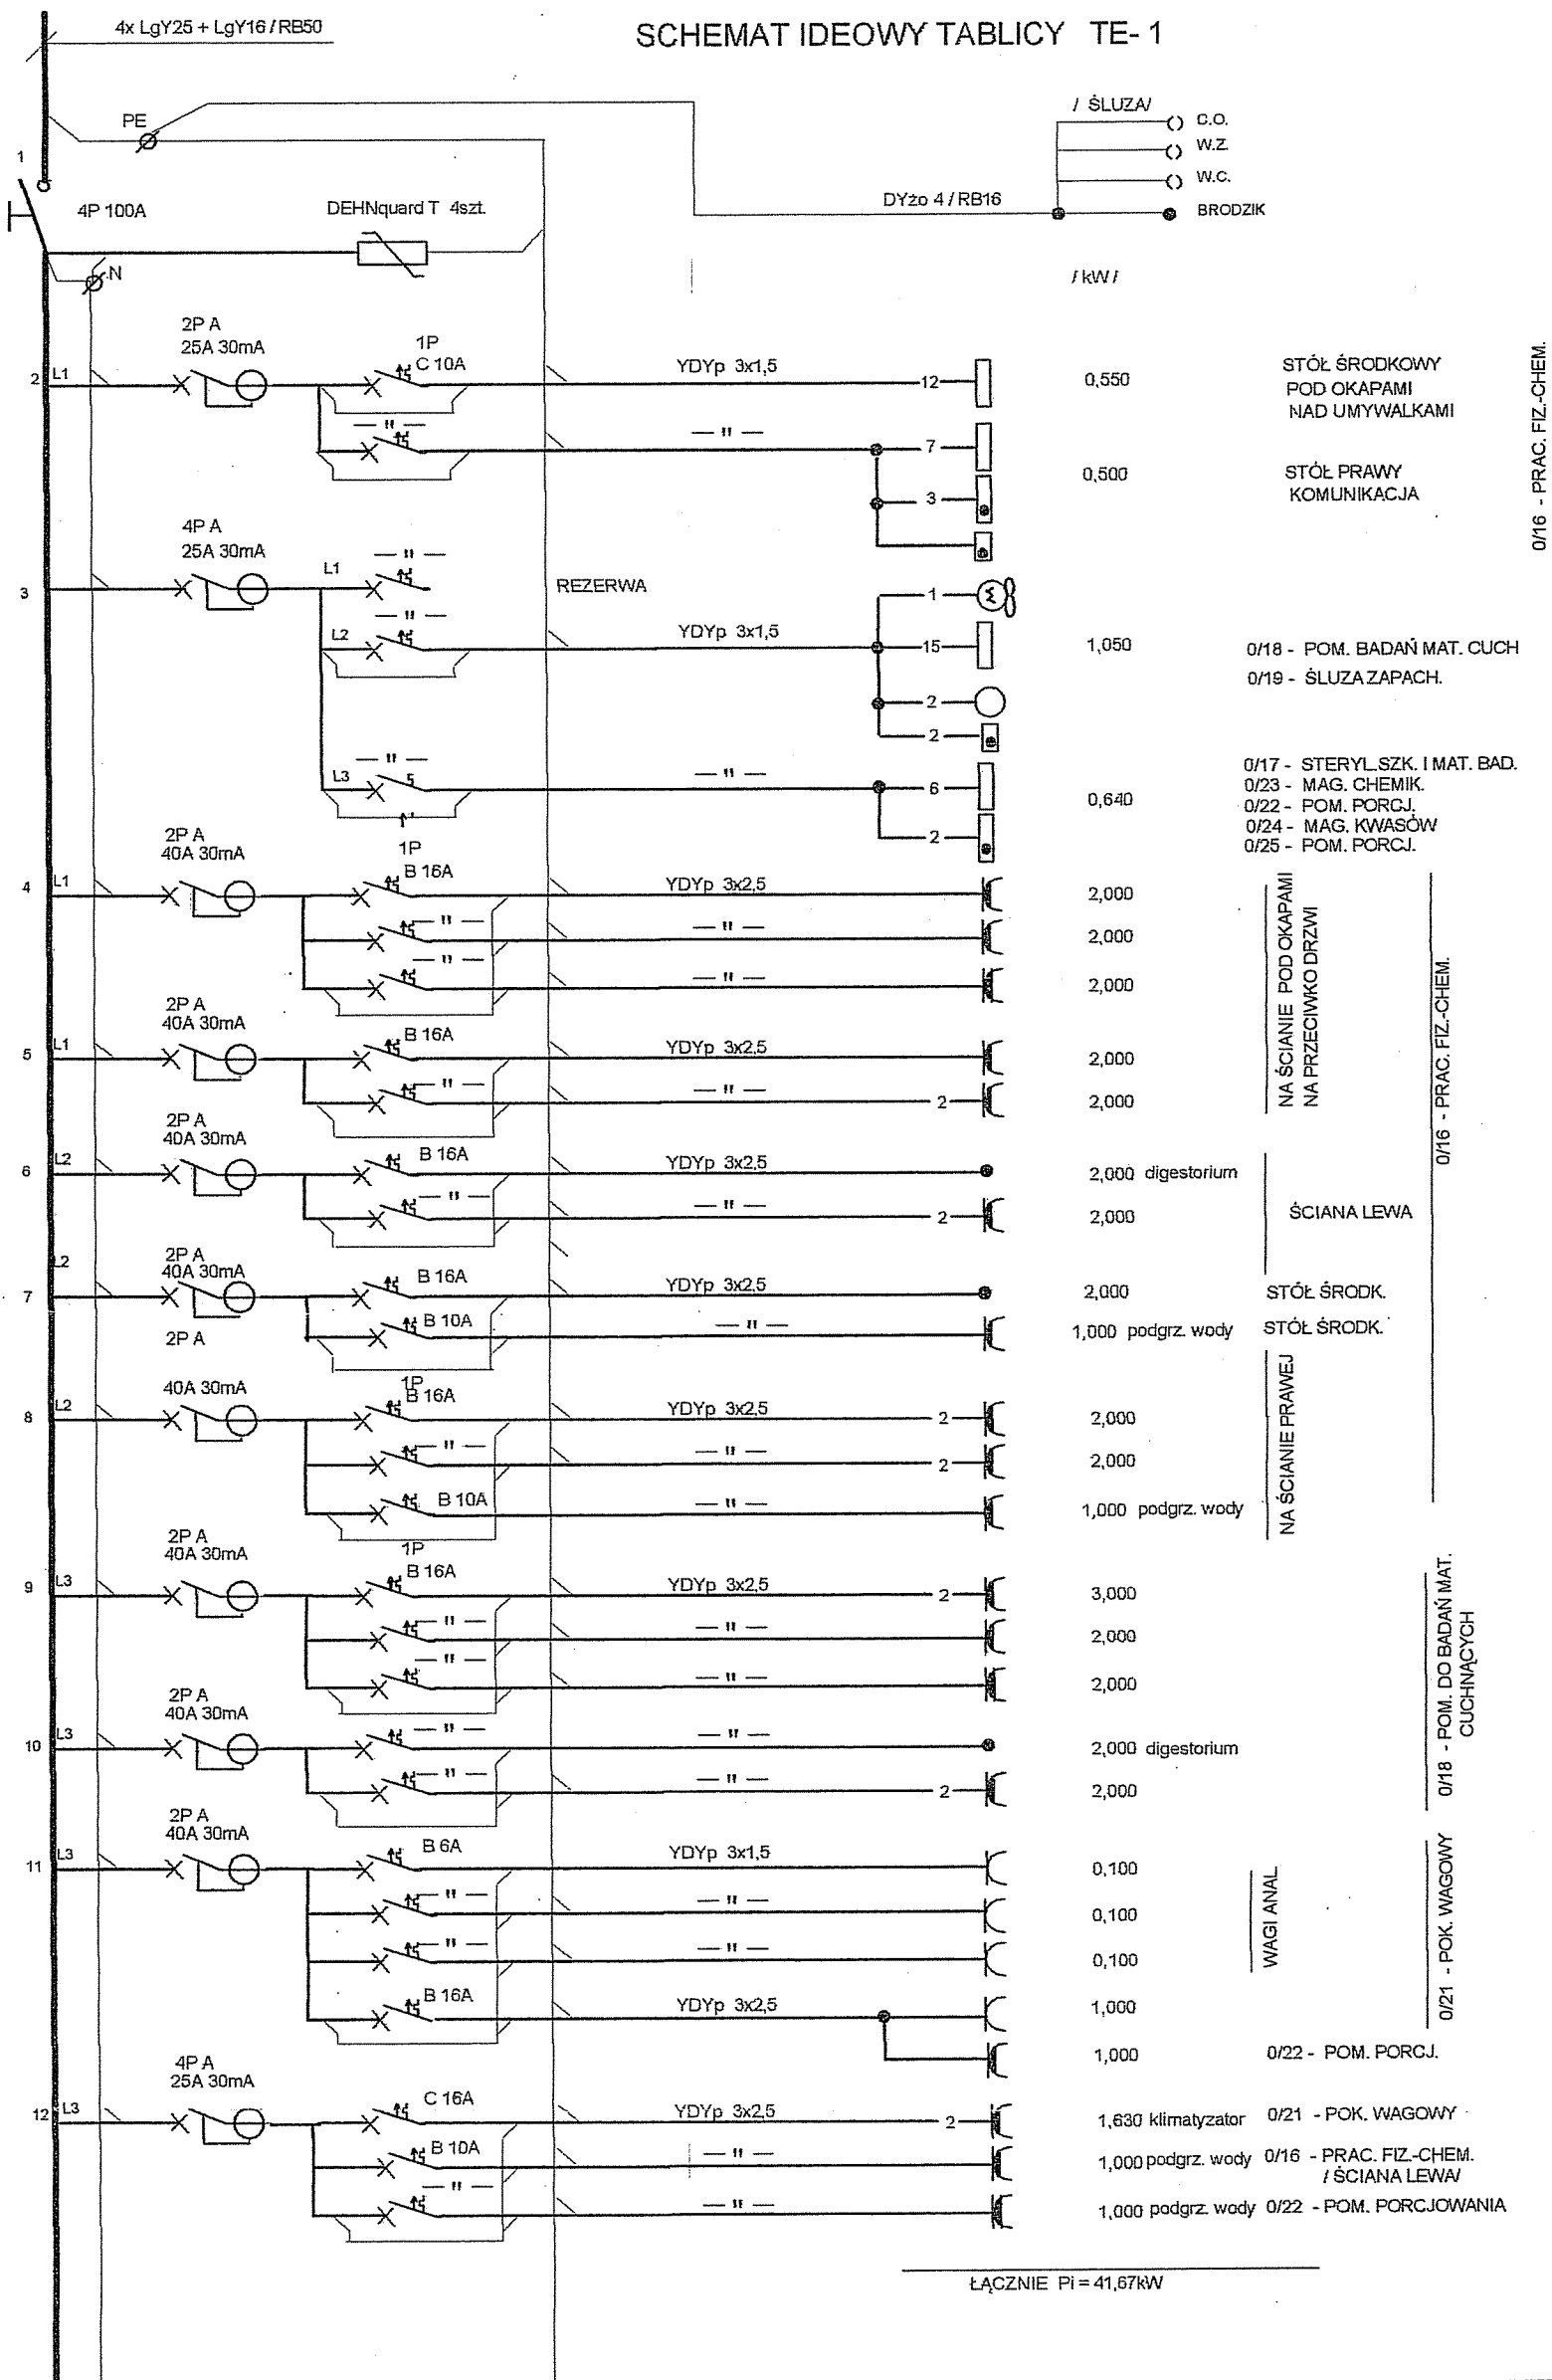 4x LgY25 + LgY16 / RB50
SCHEMAT IDEOWY TABLICY TE- 1
/ ŚLUZA/
C.O.
W.Z.
W.C.
BRODZIK
PE
1
4P 100A
DEHNquard T 4szt.
DYżo 4 / RB16
N
/ kW /
2P A
25A 30mA
1P
C 10A
2 L1
YDYp 3x1,5
12
0,550
STÓŁ ŚRODKOWY
POD OKAPAMI
NAD UMYWALKAMI
— " —
— " —
7
3
0,500
STÓŁ PRAWY
KOMUNIKACJA
0/16 - PRAC. FIZ.-CHEM.
4P A
25A 30mA
3
L1
— " —
REZERWA
1
— " —
L2
YDYp 3x1,5
15
2
2
1,050
0/18 - POM. BADAŃ MAT. CUCH
0/19 - ŚLUZA ZAPACH.
— " —
L3
5
— " —
6
2
0,640
0/17 - STERYL.SZK. I MAT. BAD.
0/23 - MAG. CHEMIK.
0/22 - POM. PORCJ.
0/24 - MAG. KWASÓW
0/25 - POM. PORCJ.
2P A
40A 30mA
1P
B 16A
4 L1
YDYp 3x2,5
2,000
— " —
— " —
2,000
— " —
— " —
2,000
2P A
40A 30mA
5 L1
B 16A
YDYp 3x2,5
2,000
— " —
— " —
2
2,000
NA ŚCIANIE POD OKAPAMI
NA PRZECIWKO DRZWI
0/16 - PRAC. FIZ.-CHEM.
2P A
40A 30mA
6 L2
B 16A
YDYp 3x2,5
2,000 digestorium
— " —
— " —
2
2,000
ŚCIANA LEWA
2P A
40A 30mA
7 L2
B 16A
YDYp 3x2,5
2,000
STÓŁ ŚRODK.
B 10A
— " —
1,000 podgrz. wody
STÓŁ ŚRODK.
2P A
40A 30mA
1P
B 16A
8 L2
YDYp 3x2,5
2
2,000
— " —
— " —
2
2,000
B 10A
— " —
1,000 podgrz. wody
NA ŚCIANIE PRAWEJ
2P A
40A 30mA
1P
B 16A
9 L3
YDYp 3x2,5
2
3,000
— " —
— " —
2,000
— " —
— " —
2,000
2P A
40A 30mA
10 L3
— " —
— " —
2,000 digestorium
— " —
— " —
2
2,000
0/18 - POM. DO BADAŃ MAT.
CUCHNĄCYCH
2P A
40A 30mA
11 L3
B 6A
YDYp 3x1,5
0,100
— " —
— " —
0,100
— " —
— " —
0,100
WAGI ANAL
B 16A
YDYp 3x2,5
1,000
0/21 - POK. WAGOWY
1,000
0/22 - POM. PORCJ.
4P A
25A 30mA
12 L3
C 16A
YDYp 3x2,5
2
1,630 klimatyzator
0/21 - POK. WAGOWY
B 10A
— " —
1,000 podgrz. wody
0/16 - PRAC. FIZ.-CHEM.
/ ŚCIANA LEWA/
— " —
— " —
1,000 podgrz. wody
0/22 - POM. PORCJOWANIA
ŁĄCZNIE Pi = 41,67kW